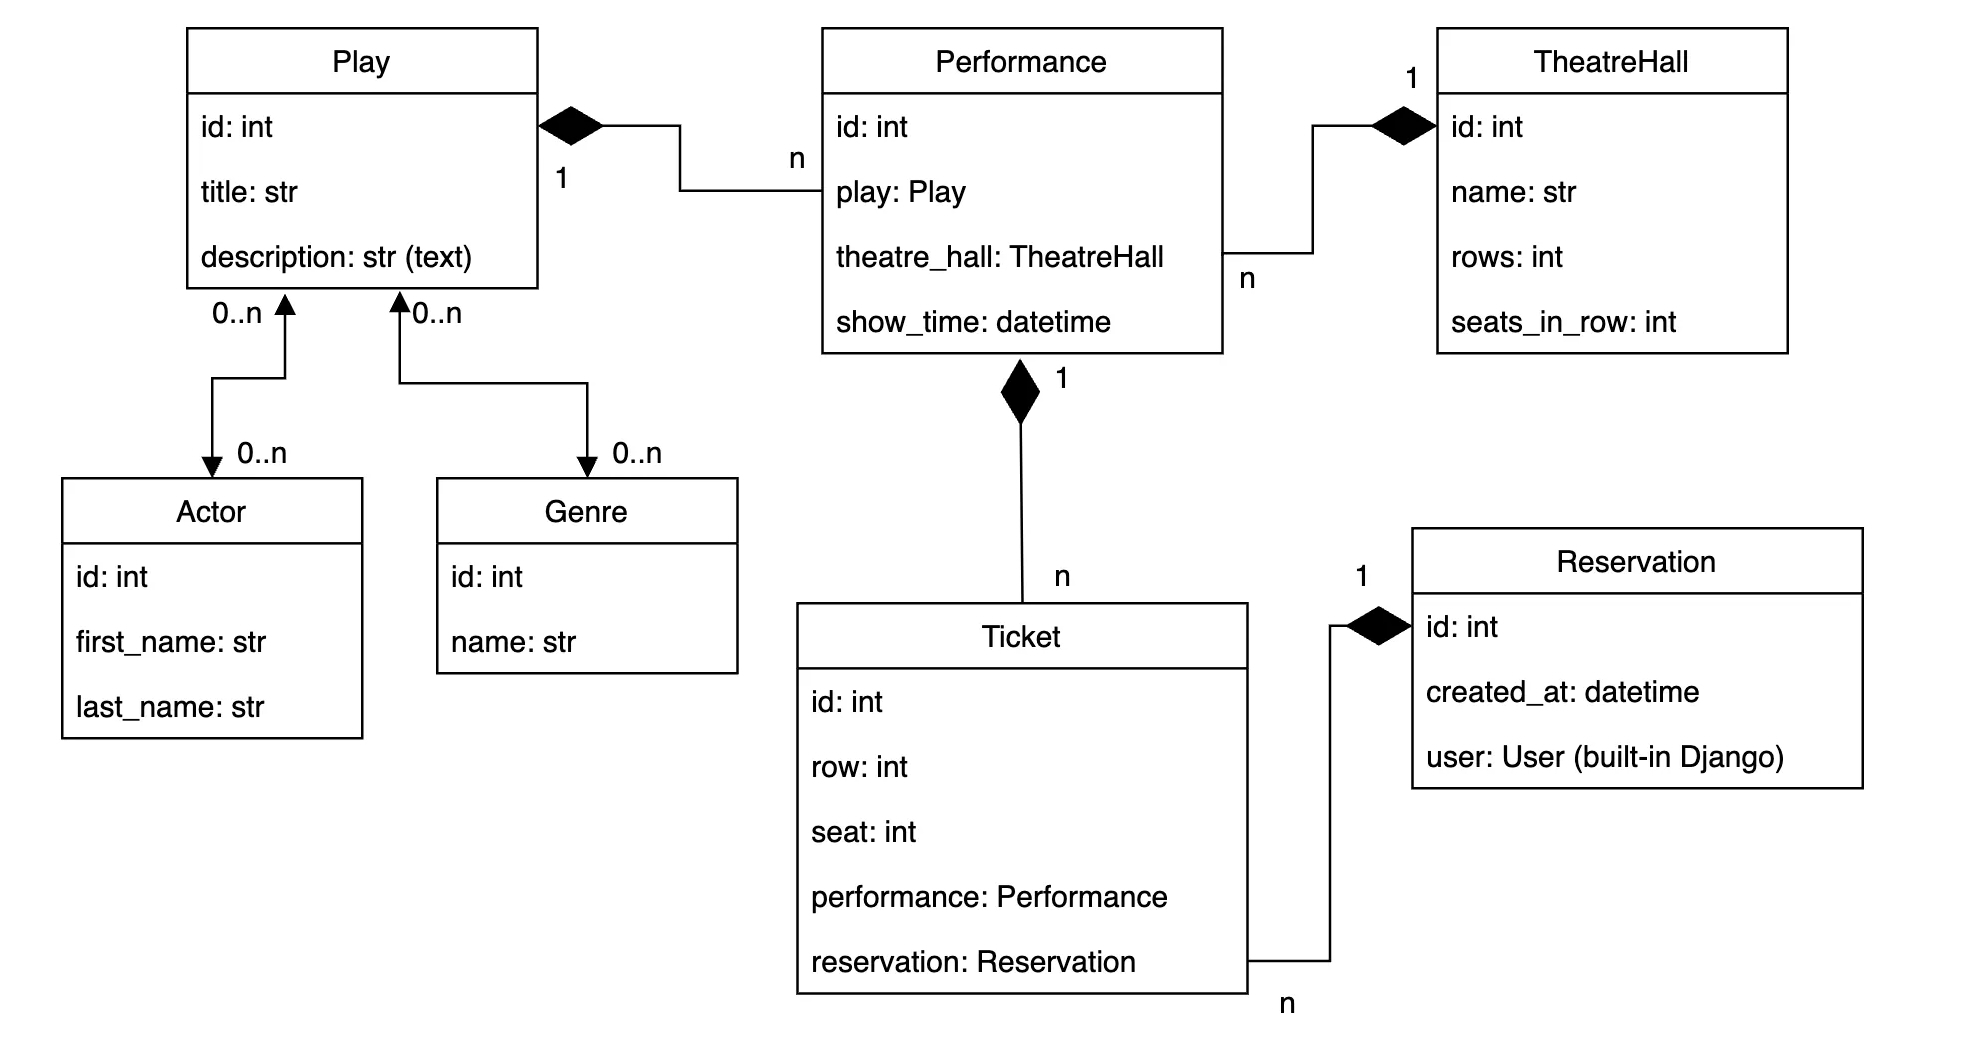 Play
id: int
title: str
description: str (text)
1
n
Performance
id: int
play: Play
theatre_hall: TheatreHall
show_time: datetime
1
n
TheatreHall
id: int
name: str
rows: int
seats_in_row: int
0..n
0..n
0..n
0..n
Actor
id: int
first_name: str
last_name: str
Genre
id: int
name: str
1
n
Ticket
id: int
row: int
seat: int
performance: Performance
reservation: Reservation
1
n
Reservation
id: int
created_at: datetime
user: User (built-in Django)